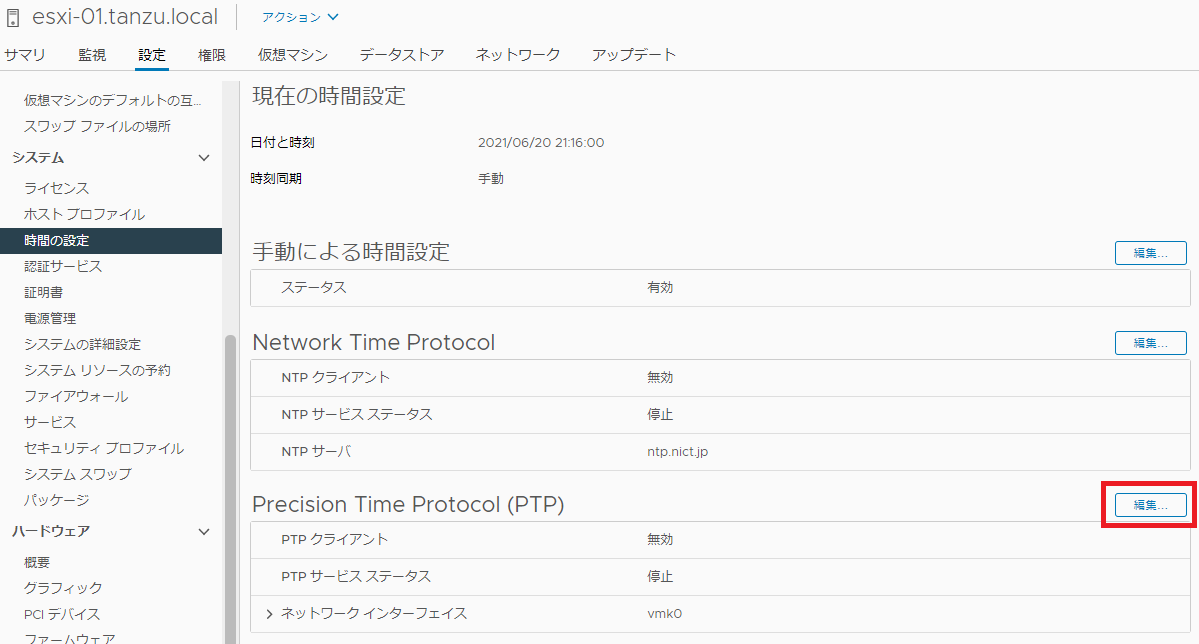 esxi-01.tanzu.local アクション
サマリ 監視 設定 権限 仮想マシン データストア ネットワーク アップデート
仮想マシンのデフォルトの互...
スワップ ファイルの場所
システム
ライセンス
ホスト プロファイル
時間の設定
認証サービス
証明書
電源管理
システムの詳細設定
システム リソースの予約
ファイアウォール
サービス
セキュリティ プロファイル
システム スワップ
パッケージ
ハードウェア
概要
グラフィック
PCI デバイス
ファームウェア
現在の時間設定
日付と時刻 2021/06/20 21:16:00
時刻同期 手動
手動による時間設定 編集...
ステータス 有効
Network Time Protocol 編集...
NTP クライアント 無効
NTP サービス ステータス 停止
NTP サーバ ntp.nict.jp
Precision Time Protocol (PTP) 編集...
PTP クライアント 無効
PTP サービス ステータス 停止
ネットワーク インターフェイス vmk0